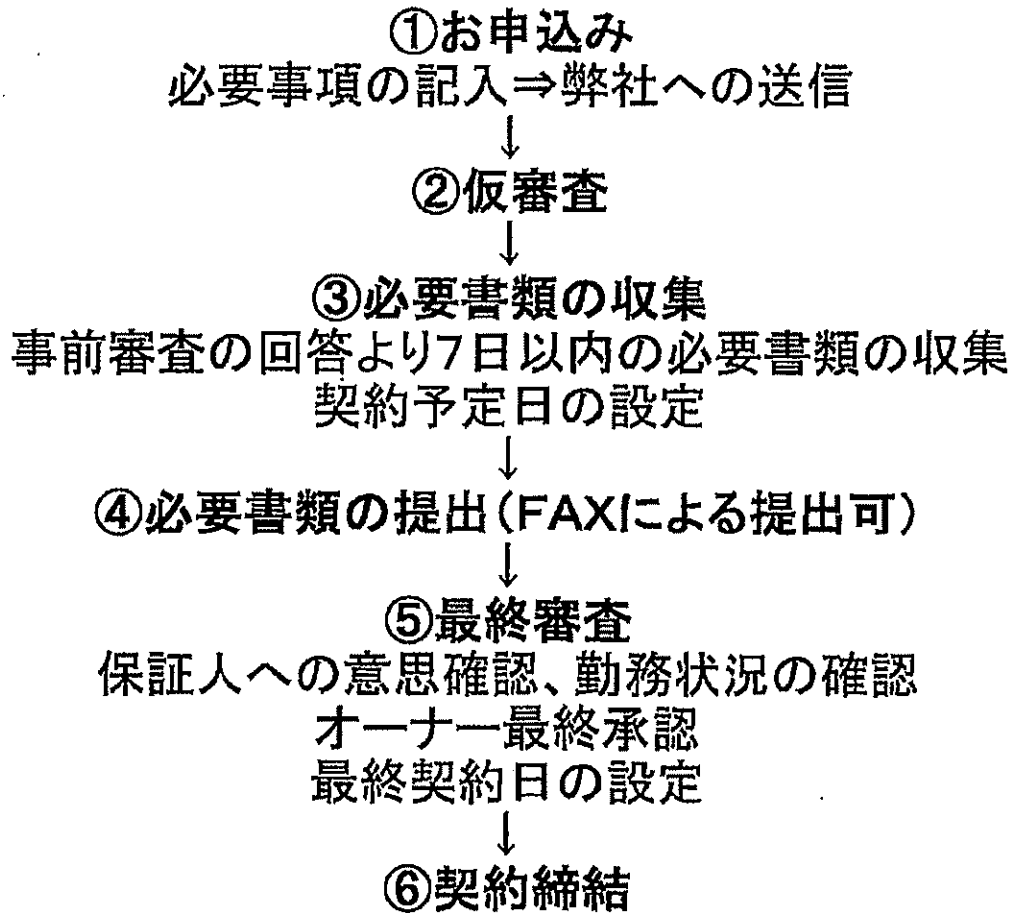 ①お申込み
必要事項の記入⇒弊社への送信
↓
②仮審査
↓
③必要書類の収集
事前審査の回答より7日以内の必要書類の収集
契約予定日の設定
↓
④必要書類の提出(FAXによる提出可)
↓
⑤最終審査
保証人への意思確認、勤務状況の確認
オーナー最終承認
最終契約日の設定
↓
⑥契約締結